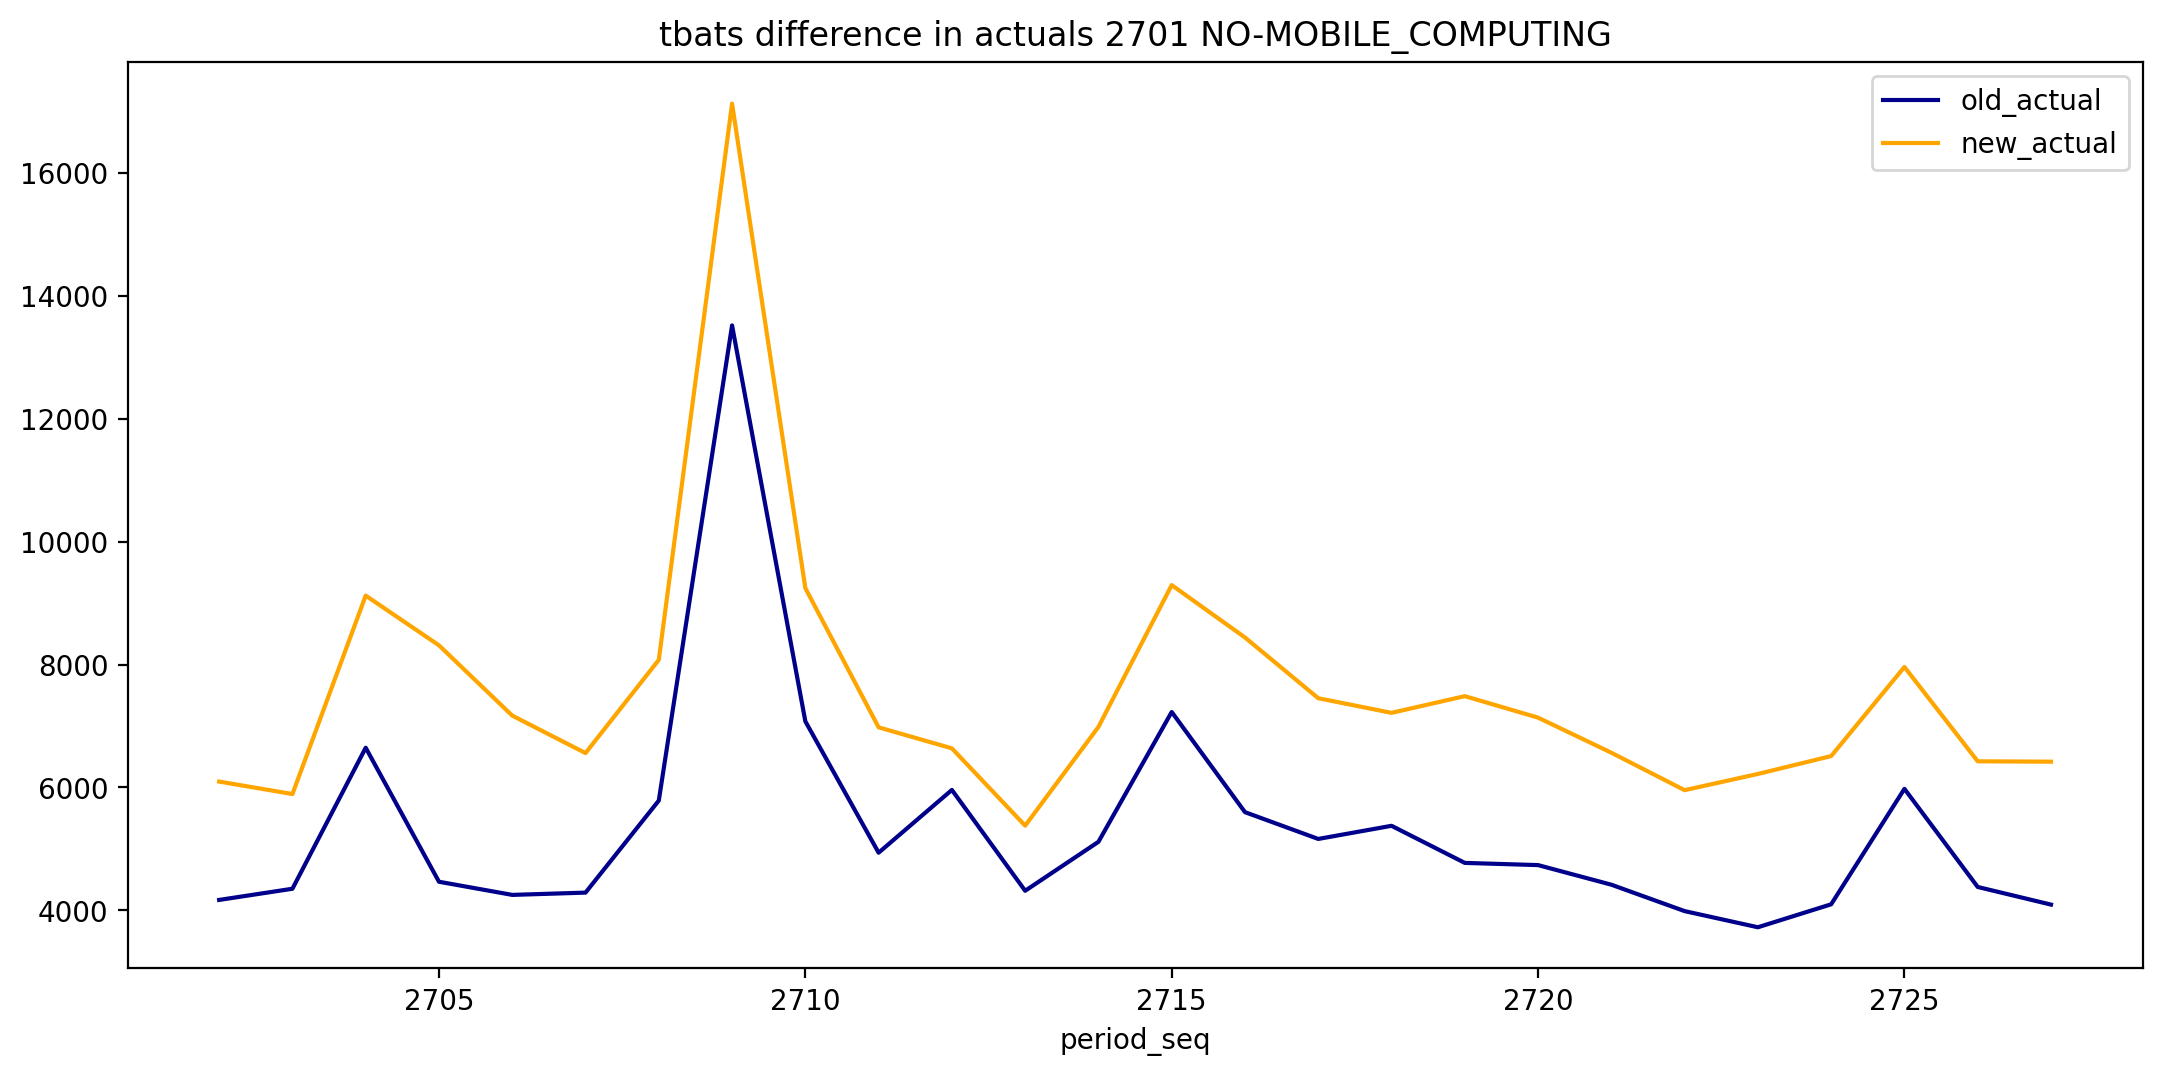 tbats difference in actuals 2701 NO-MOBILE_COMPUTING
old_actual
new_actual
16000
14000
12000
10000
8000
6000
4000
2705 2710 2715 2720 2725
period_seq